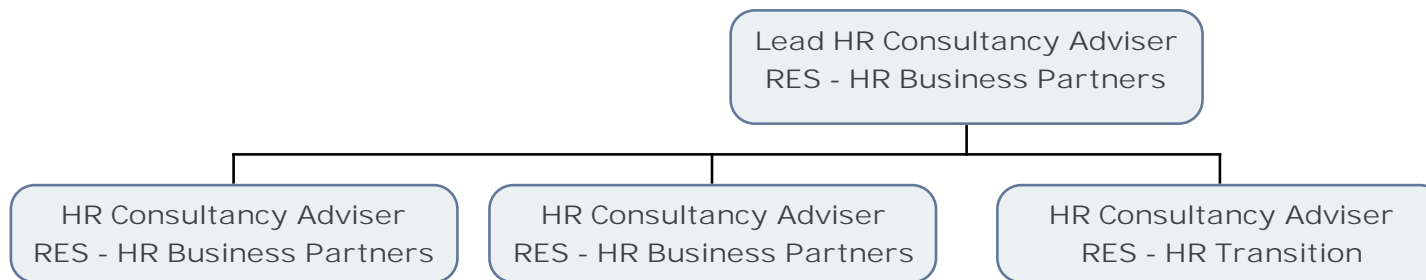 Lead HR Consultancy Adviser
RES - HR Business Partners
HR Consultancy Adviser
RES - HR Business Partners
HR Consultancy Adviser
RES - HR Business Partners
HR Consultancy Adviser
RES - HR Transition